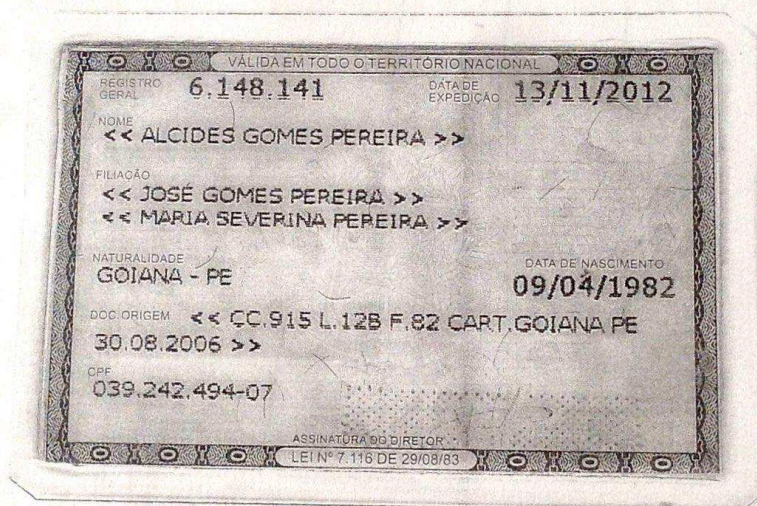 VÁLIDA EM TODO O TERRITÓRIO NACIONAL
REGISTRO GERAL 6.148.141 DATA DE EXPEDIÇÃO 13/11/2012
NOME
<< ALCIDES GOMES PEREIRA >>
FILIAÇÃO
<< JOSÉ GOMES PEREIRA >>
<< MARIA SEVERINA PEREIRA >>
NATURALIDADE DATA DE NASCIMENTO
GOIANA - PE 09/04/1982
DOC.ORIGEM << CC.915 L.12B F.82 CART.GOIANA PE
30.08.2006 >>
CPF
039.242.494-07
ASSINATURA DO DIRETOR
LEI Nº 7.116 DE 29/08/83